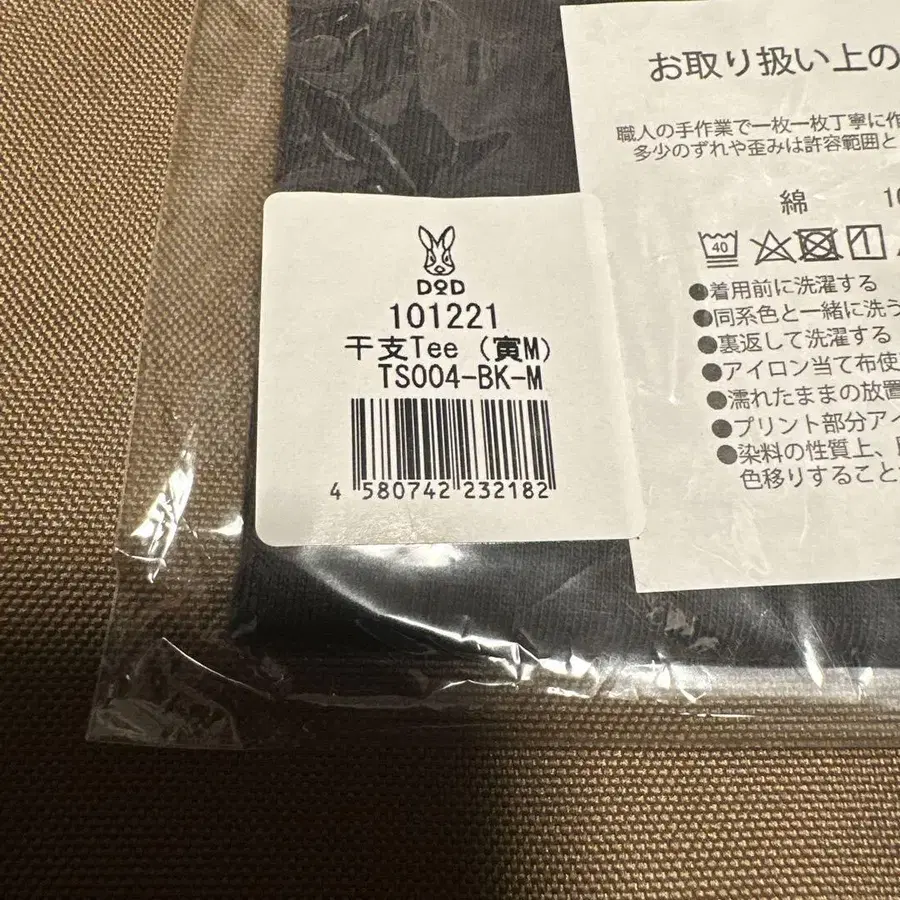 DOD
101221
干支Tee (寅M)
TS004-BK-M
4 580742 232182
お取り扱い上の
職人の手作業で一枚一枚丁寧に作
多少のずれや歪みは許容範囲と
綿 10
40 1
●着用前に洗濯する
●同系色と一緒に洗う
●裏返して洗濯する
●アイロン当て布使
●濡れたままの放置
●プリント部分アイ
●染料の性質上、
色移りすること